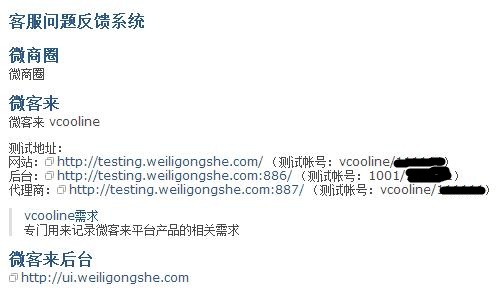 客服问题反馈系统
微商圈
微商圈
微客来
微客来 vcooline
测试地址：
网站： http://testing.weiligongshe.com/ （测试帐号：vcooline/ ）
后台： http://testing.weiligongshe.com:886/ （测试帐号：1001/ ）
代理商： http://testing.weiligongshe.com:887/ （测试帐号：vcooline/1 ）
vcooline需求
专门用来记录微客来平台产品的相关需求
微客来后台
http://ui.weiligongshe.com